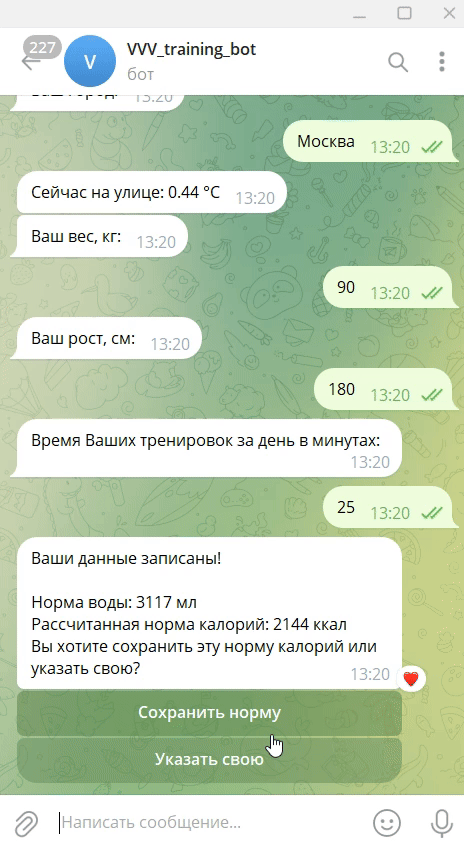 227
V
VVV_training_bot
бот
Ваш город: 13:20
Москва 13:20
Сейчас на улице: 0.44 °C 13:20
Ваш вес, кг: 13:20
90 13:20
Ваш рост, см: 13:20
180 13:20
Время Ваших тренировок за день в минутах:
13:20
25 13:20
Ваши данные записаны!
Норма воды: 3117 мл
Рассчитанная норма калорий: 2144 ккал
Вы хотите сохранить эту норму калорий или
указать свою? 13:20
Сохранить норму
Указать свою
Написать сообщение...